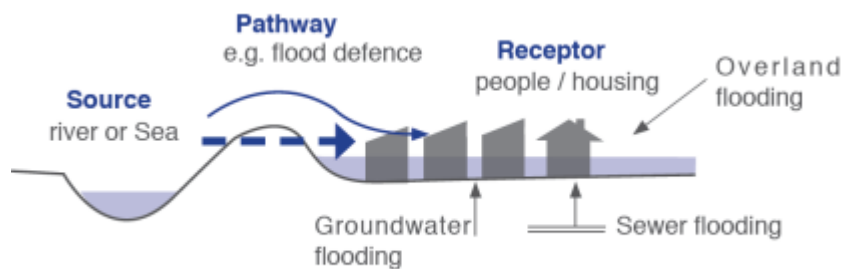 Pathway
e.g. flood defence
Receptor
people / housing
Overland
flooding
Source
river or Sea
Groundwater
flooding
Sewer flooding